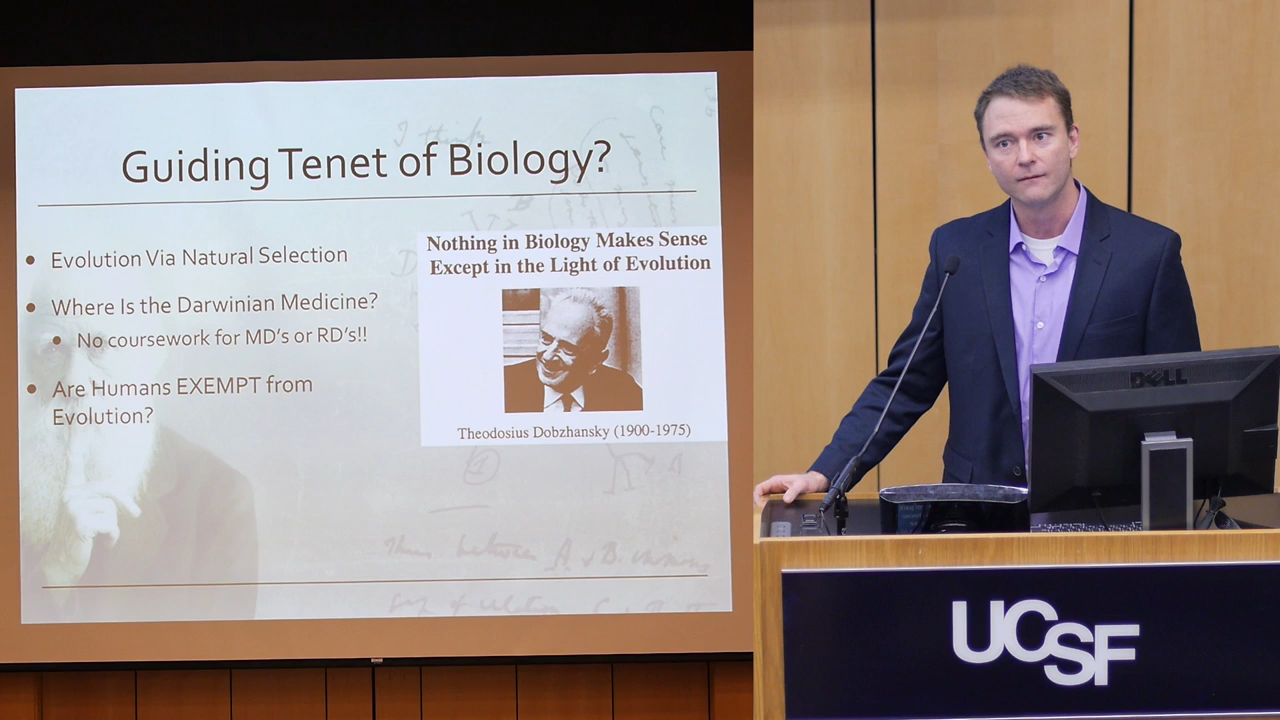 Guiding Tenet of Biology?
Evolution Via Natural Selection
Where Is the Darwinian Medicine?
No coursework for MD's or RD's!!
Are Humans EXEMPT from
Evolution?
Nothing in Biology Makes Sense
Except in the Light of Evolution
Theodosius Dobzhansky (1900-1975)
I think
Thus between A & B.
DELL
UCSF